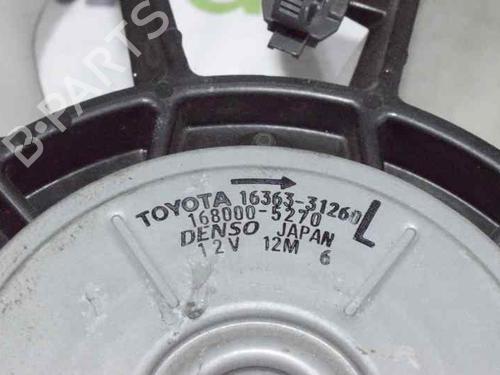 B-PARTS
TOYOTA 16363-31260 L
168000-5270
DENSO JAPAN
12V 12M 6